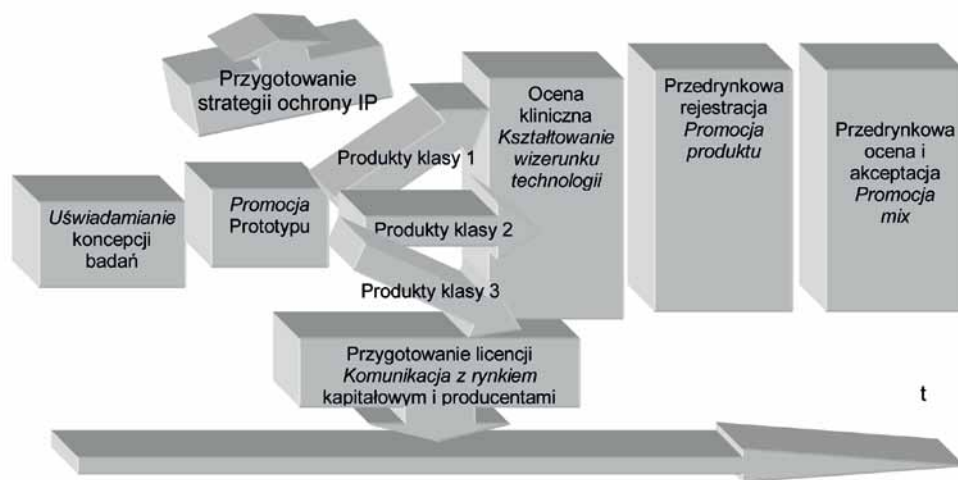 Przygotowanie
strategii ochrony IP
Uświadamianie
koncepcji
badań
Promocja
Prototypu
Produkty klasy 1
Produkty klasy 2
Produkty klasy 3
Ocena
kliniczna
Kształtowanie
wizerunku
technologii
Przedrynkowa
rejestracja
Promocja
produktu
Przedrynkowa
ocena i
akceptacja
Promocja
mix
Przygotowanie licencji
Komunikacja z rynkiem
kapitałowym i producentami
t